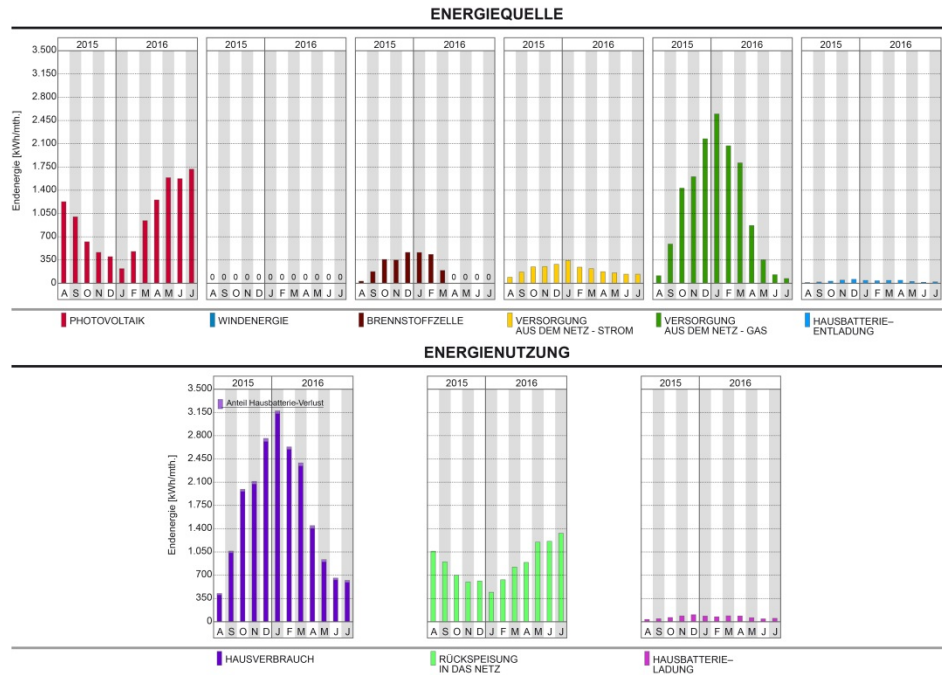 ENERGIEQUELLE
2015 2016 2015 2016 2015 2016 2015 2016 2015 2016 2015 2016
3.500
3.150
2.800
2.450
2.100
1.750
1.400
1.050
700
350
0
Endenergie [kWh/mth.]
0 0 0 0 0 0 0 0 0 0 0 0
0 0 0 0
A S O N D J F M A M J J
A S O N D J F M A M J J
A S O N D J F M A M J J
A S O N D J F M A M J J
A S O N D J F M A M J J
A S O N D J F M A M J J
PHOTOVOLTAIK
WINDENERGIE
BRENNSTOFFZELLE
VERSORGUNG
AUS DEM NETZ - STROM
VERSORGUNG
AUS DEM NETZ - GAS
HAUSBATTERIE–
ENTLADUNG
ENERGIENUTZUNG
2015 2016 2015 2016 2015 2016
3.500
3.150
2.800
2.450
2.100
1.750
1.400
1.050
700
350
0
Endenergie [kWh/mth.]
Anteil Hausbatterie-Verlust
A S O N D J F M A M J J
A S O N D J F M A M J J
A S O N D J F M A M J J
HAUSVERBRAUCH
RÜCKSPEISUNG
IN DAS NETZ
HAUSBATTERIE–
LADUNG